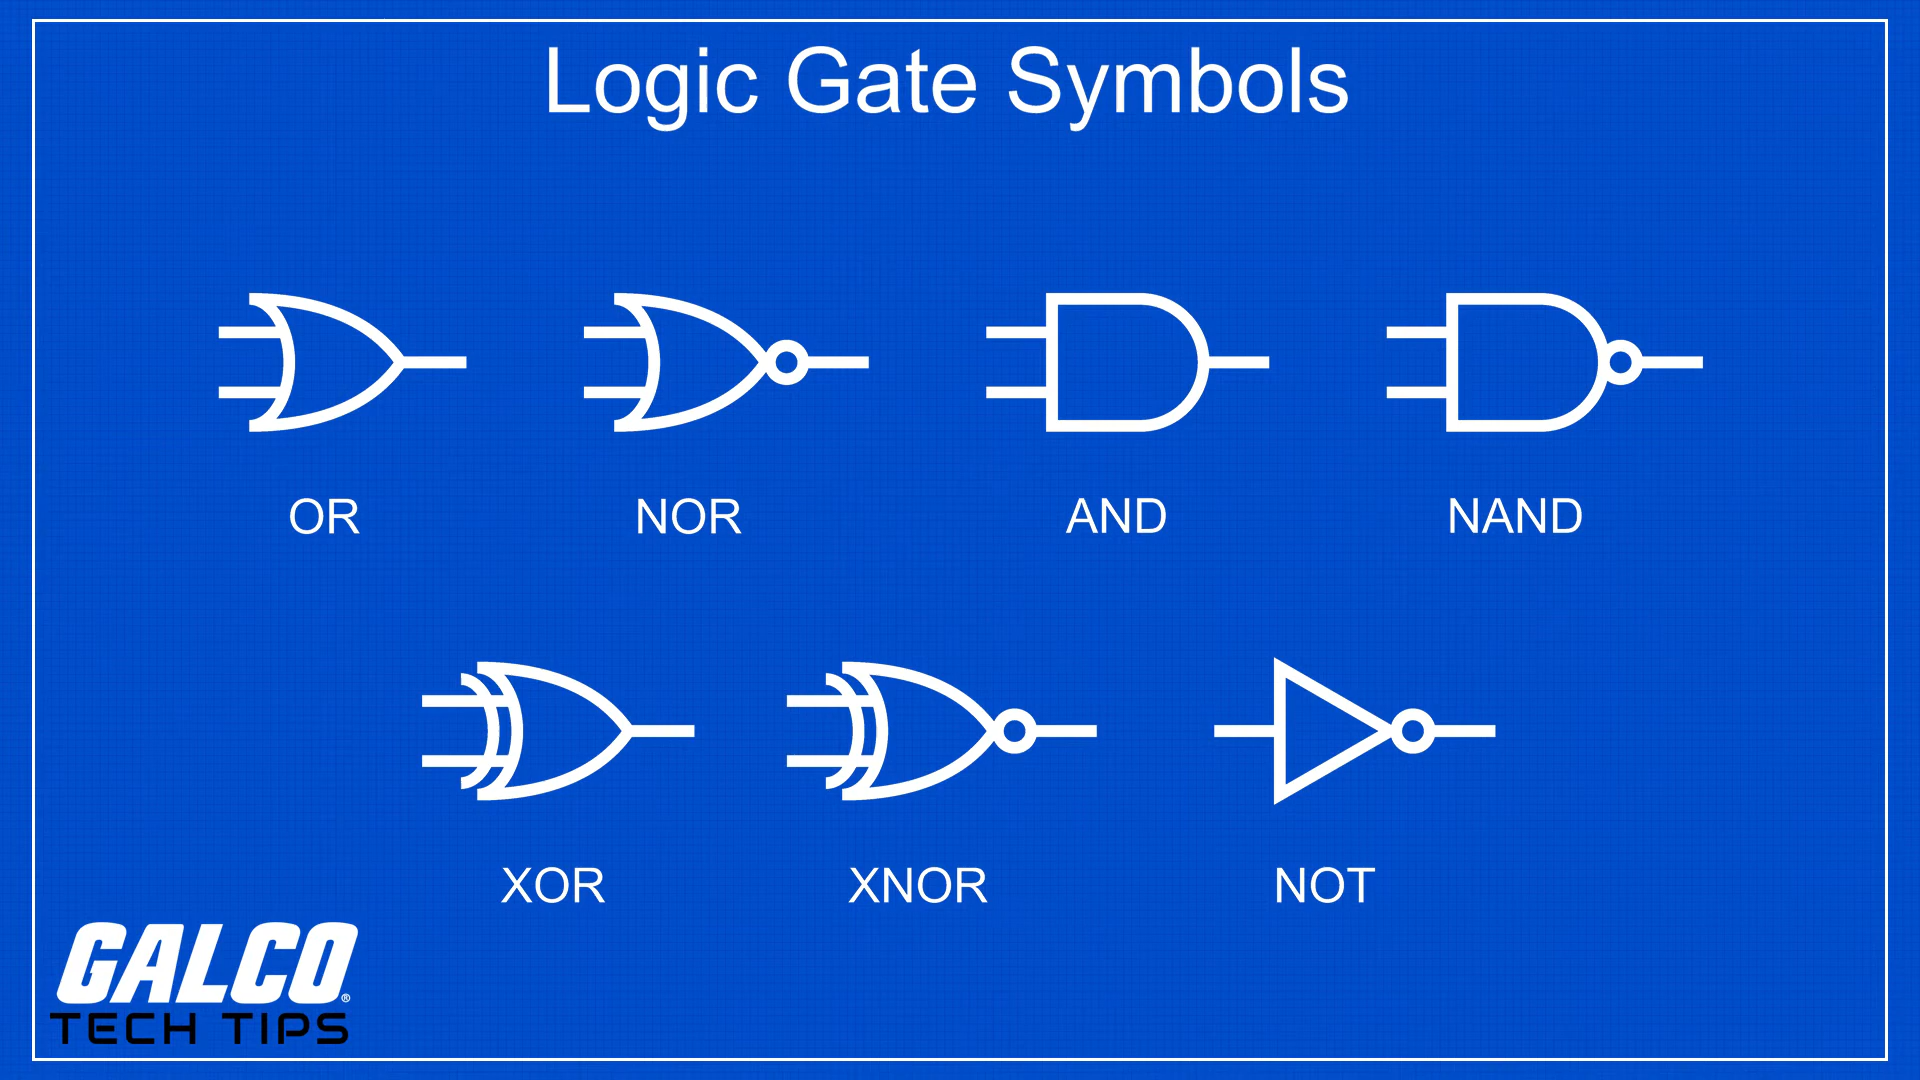 Logic Gate Symbols
OR
NOR
AND
NAND
XOR
XNOR
NOT
GALCO®
TECH TIPS